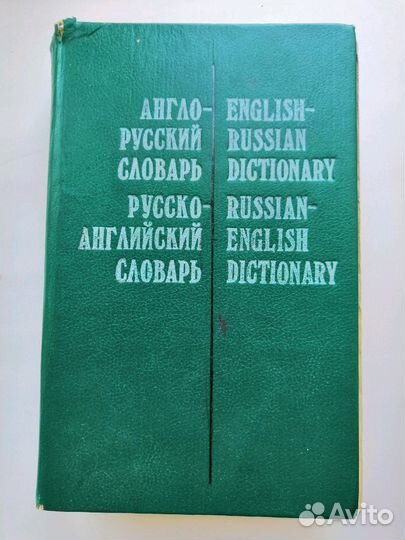 АНГЛО-
РУССКИЙ
СЛОВАРЬ
РУССКО-
АНГЛИЙСКИЙ
СЛОВАРЬ
ENGLISH-
RUSSIAN
DICTIONARY
RUSSIAN-
ENGLISH
DICTIONARY
Avito